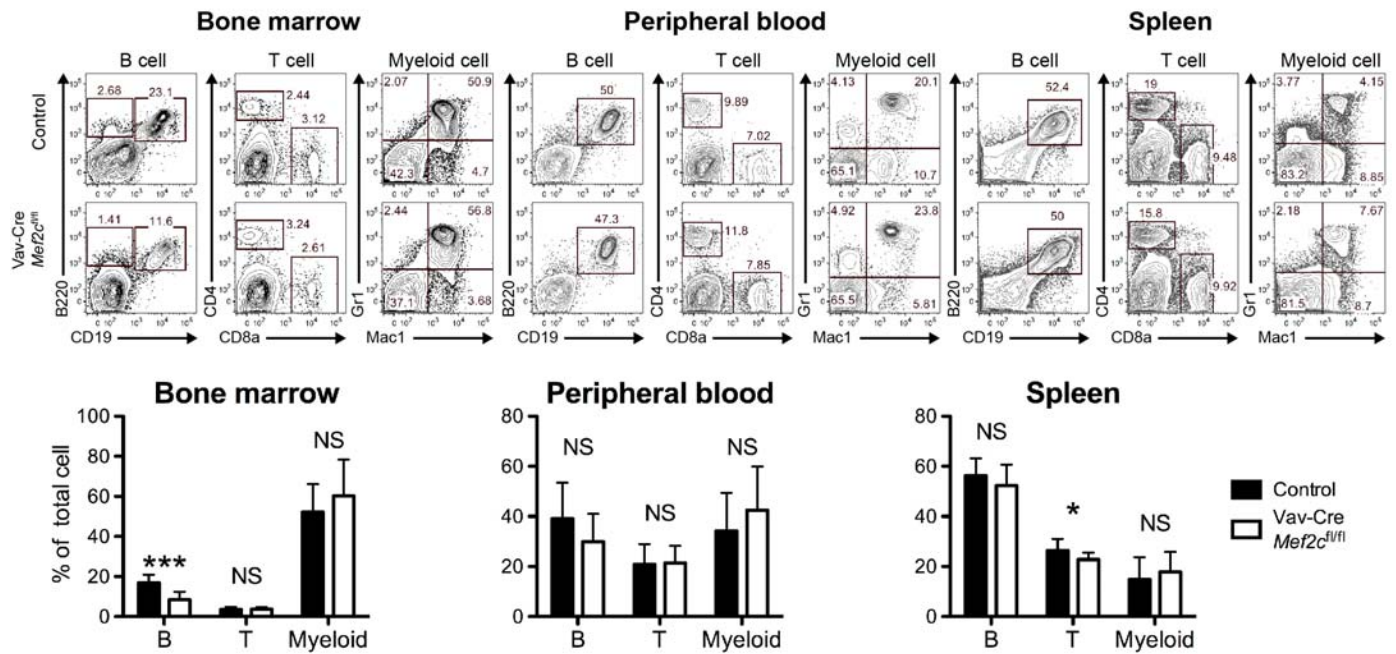 Bone marrow Peripheral blood Spleen
B cell T cell Myeloid cell B cell T cell Myeloid cell B cell T cell Myeloid cell
Control
2.68 23.1 2.44 3.12 2.07 50.9 42.3 4.7 50 9.89 7.02 4.13 20.1 65.1 10.7 52.4 19 9.48 3.77 4.15 83.2 8.85
Vav-Cre
Mef2c^fl/fl
1.41 11.6 3.24 2.61 2.44 56.8 37.1 3.68 47.3 11.8 7.85 4.92 23.8 65.5 5.81 50 15.8 9.92 2.18 7.67 81.5 8.7
B220 CD4 Gr1 B220 CD4 Gr1 B220 CD4 Gr1
CD19 CD8a Mac1 CD19 CD8a Mac1 CD19 CD8a Mac1
Bone marrow Peripheral blood Spleen
% of total cell
100
80
60
40
20
0
*** NS NS
B T Myeloid
80
60
40
20
0
NS NS NS
B T Myeloid
80
60
40
20
0
NS * NS
B T Myeloid
Control
Vav-Cre
Mef2c^fl/fl